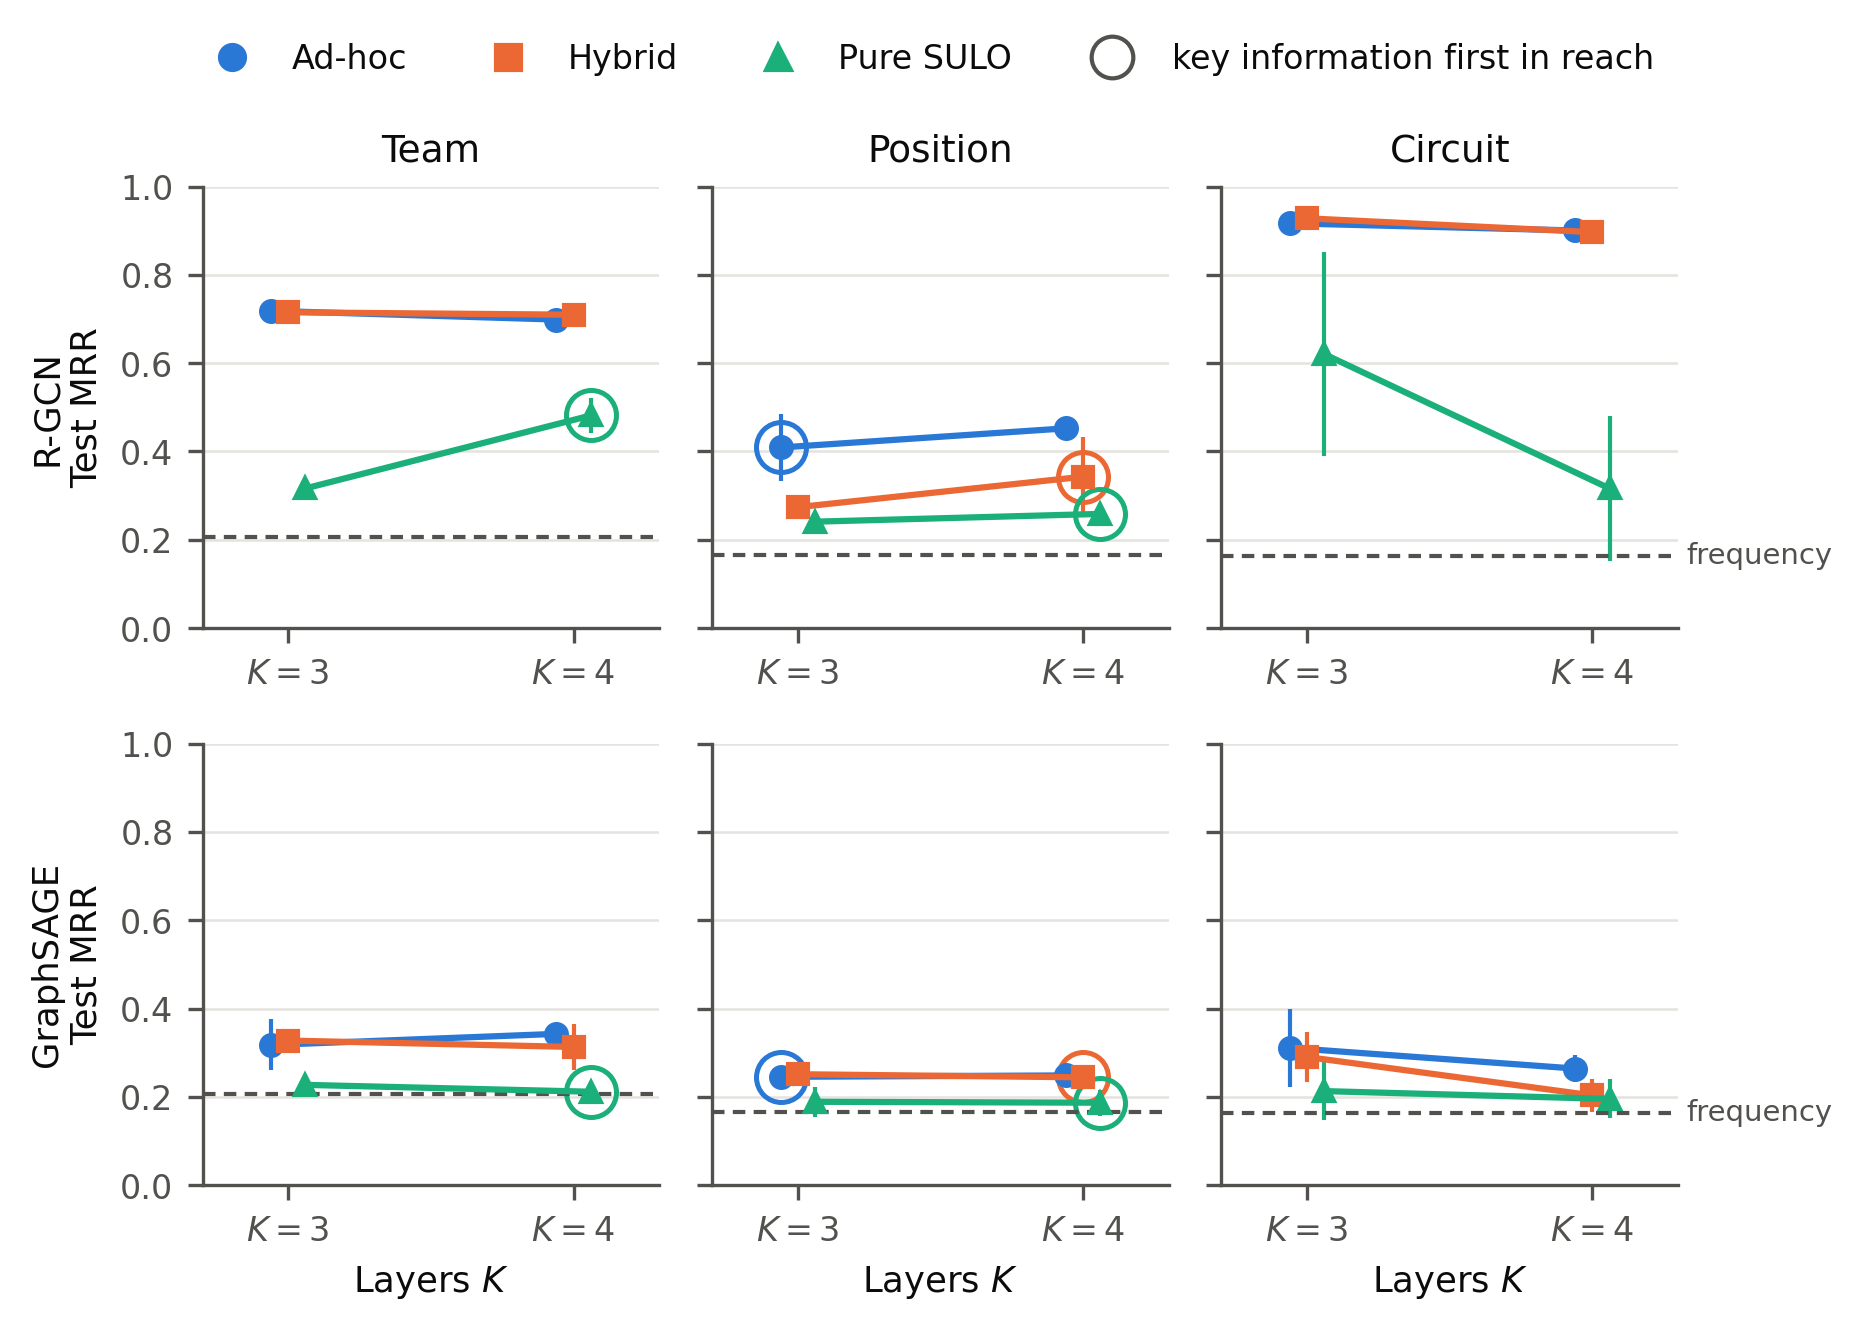 Ad-hoc Hybrid Pure SULO key information first in reach
Team Position Circuit
R-GCN
Test MRR
1.0
0.8
0.6
0.4
0.2
0.0
frequency
K = 3 K = 4 K = 3 K = 4 K = 3 K = 4
GraphSAGE
Test MRR
1.0
0.8
0.6
0.4
0.2
0.0
frequency
K = 3 K = 4 K = 3 K = 4 K = 3 K = 4
Layers K Layers K Layers K